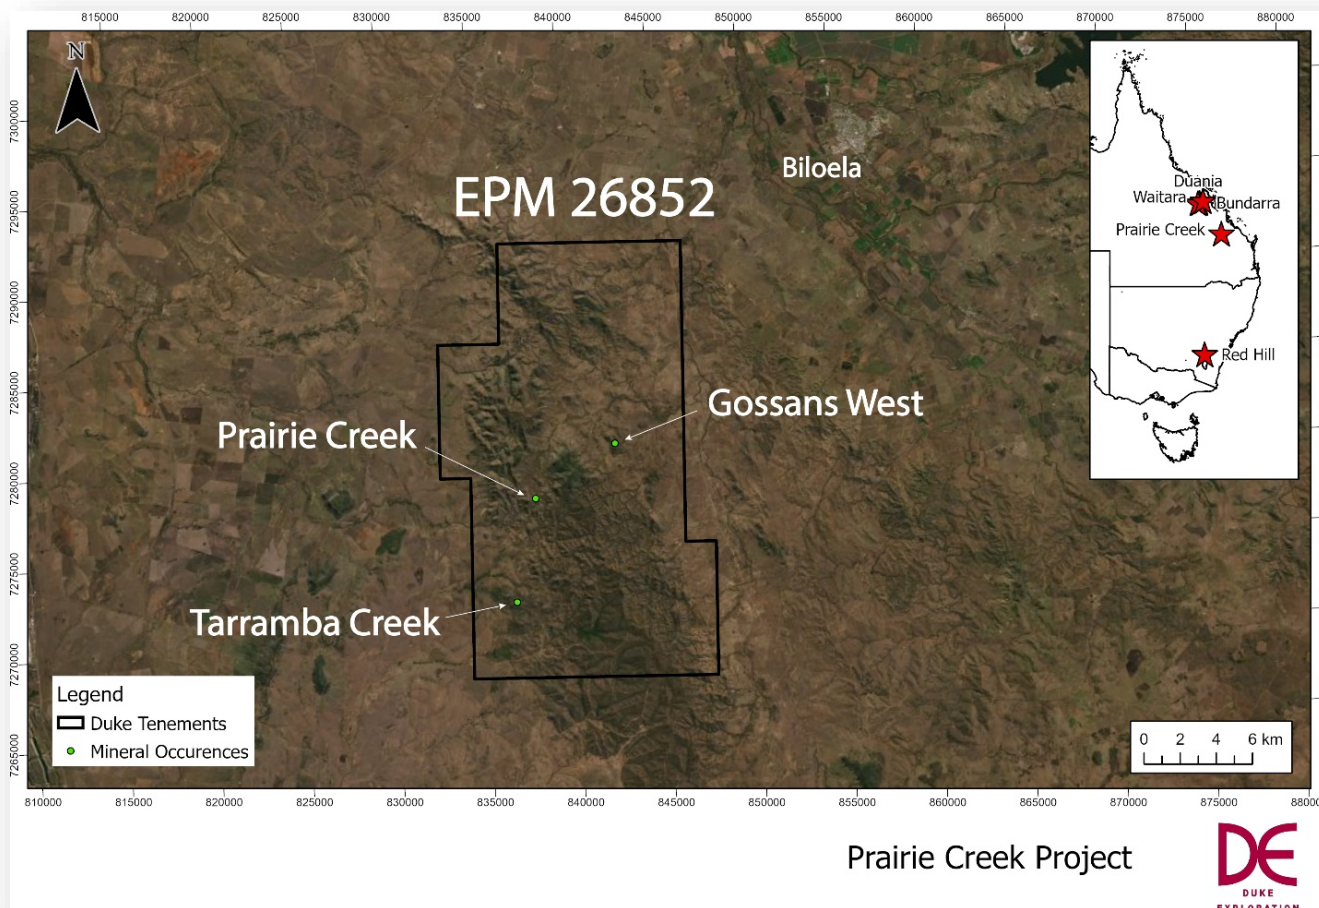 815000 820000 825000 830000 835000 840000 845000 850000 855000 860000 865000 870000 875000 880000
N
7300000
7295000
7290000
7285000
7280000
7275000
7270000
7265000
Biloela
EPM 26852
Gossans West
Prairie Creek
Tarramba Creek
Duania
Waitara
Bundarra
Prairie Creek
Red Hill
Legend
Duke Tenements
Mineral Occurences
0 2 4 6 km
810000 815000 820000 825000 830000 835000 840000 845000 850000 855000 860000 865000 870000 875000 88000
Prairie Creek Project
DE
DUKE
EXPLORATION